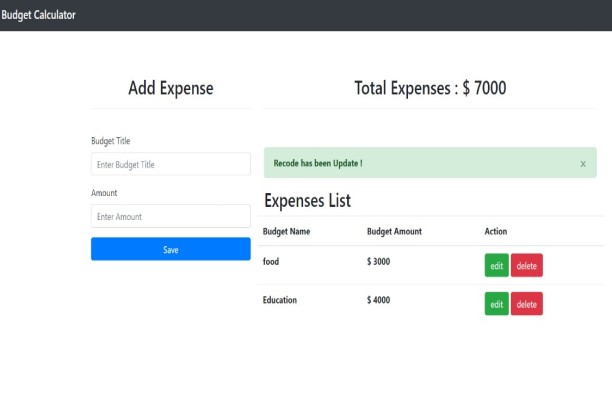 Budget Calculator
Add Expense
Total Expenses : $ 7000
Budget Title
Enter Budget Title
Amount
Enter Amount
Save
Recode has been Update !
x
Expenses List
Budget Name Budget Amount Action
food $ 3000 edit delete
Education $ 4000 edit delete